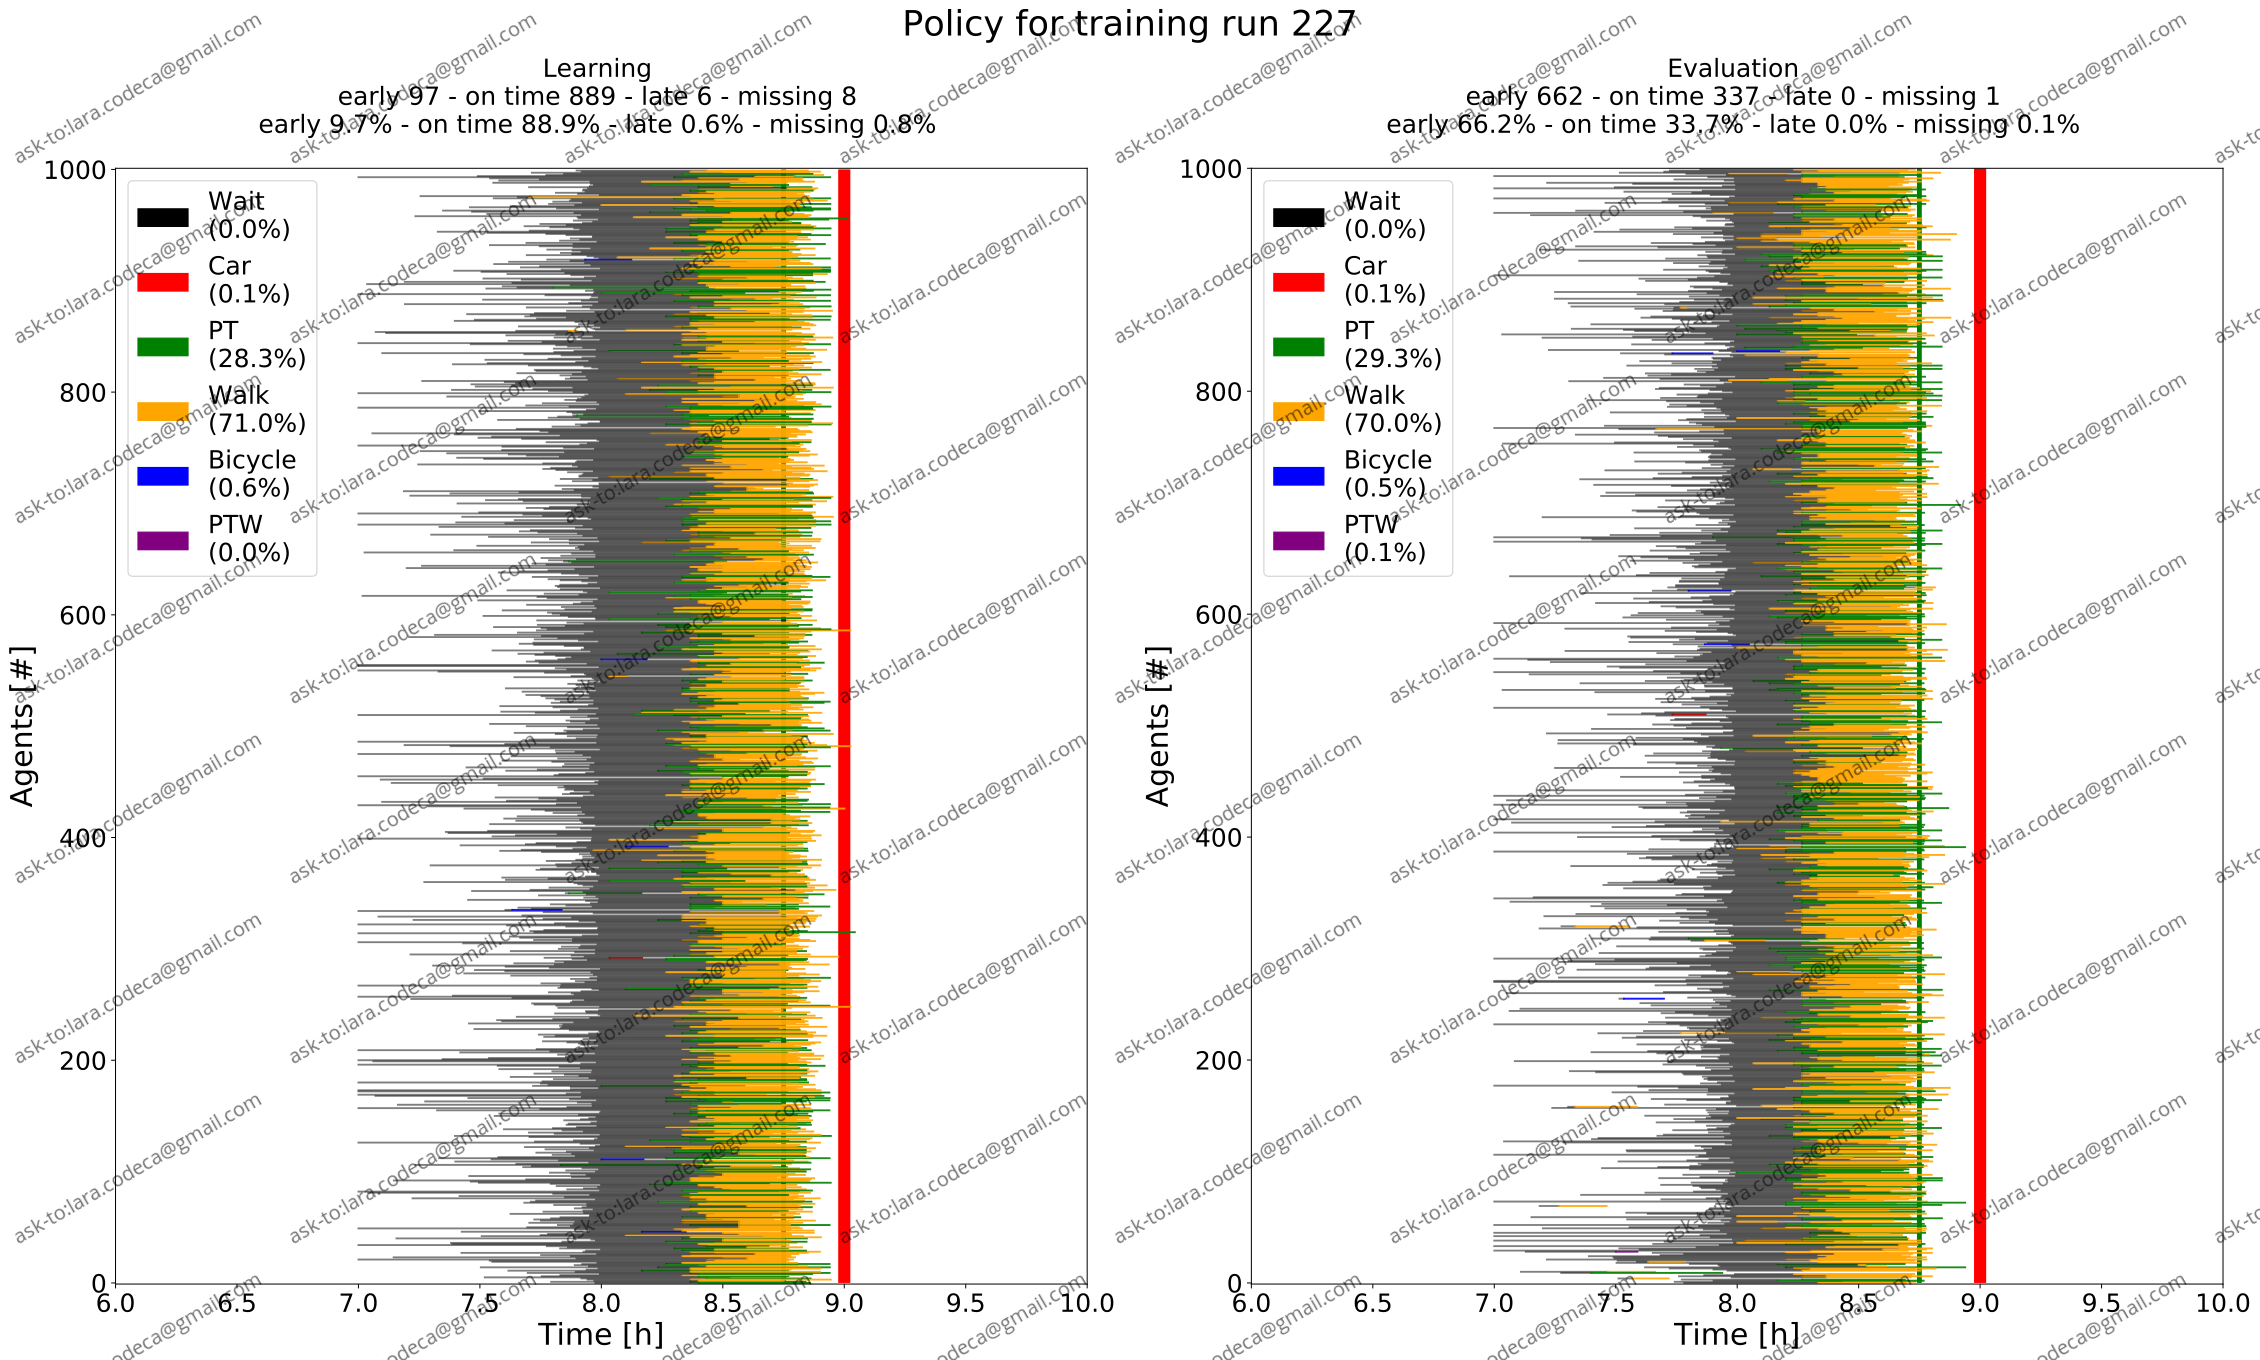 Policy for training run 227
Learning
early 97 - on time 889 - late 6 - missing 8
early 9.7% - on time 88.9% - late 0.6% - missing 0.8%
1000
800
600
400
200
0
Agents [#]
Wait
(0.0%)
Car
(0.1%)
PT
(28.3%)
Walk
(71.0%)
Bicycle
(0.6%)
PTW
(0.0%)
6.0 6.5 7.0 7.5 8.0 8.5 9.0 9.5 10.0
Time [h]
Evaluation
early 662 - on time 337 - late 0 - missing 1
early 66.2% - on time 33.7% - late 0.0% - missing 0.1%
1000
800
600
400
200
0
Agents [#]
Wait
(0.0%)
Car
(0.1%)
PT
(29.3%)
Walk
(70.0%)
Bicycle
(0.5%)
PTW
(0.1%)
6.0 6.5 7.0 7.5 8.0 8.5 9.0 9.5 10.0
Time [h]
ask-to:lara.codeca@gmail.com